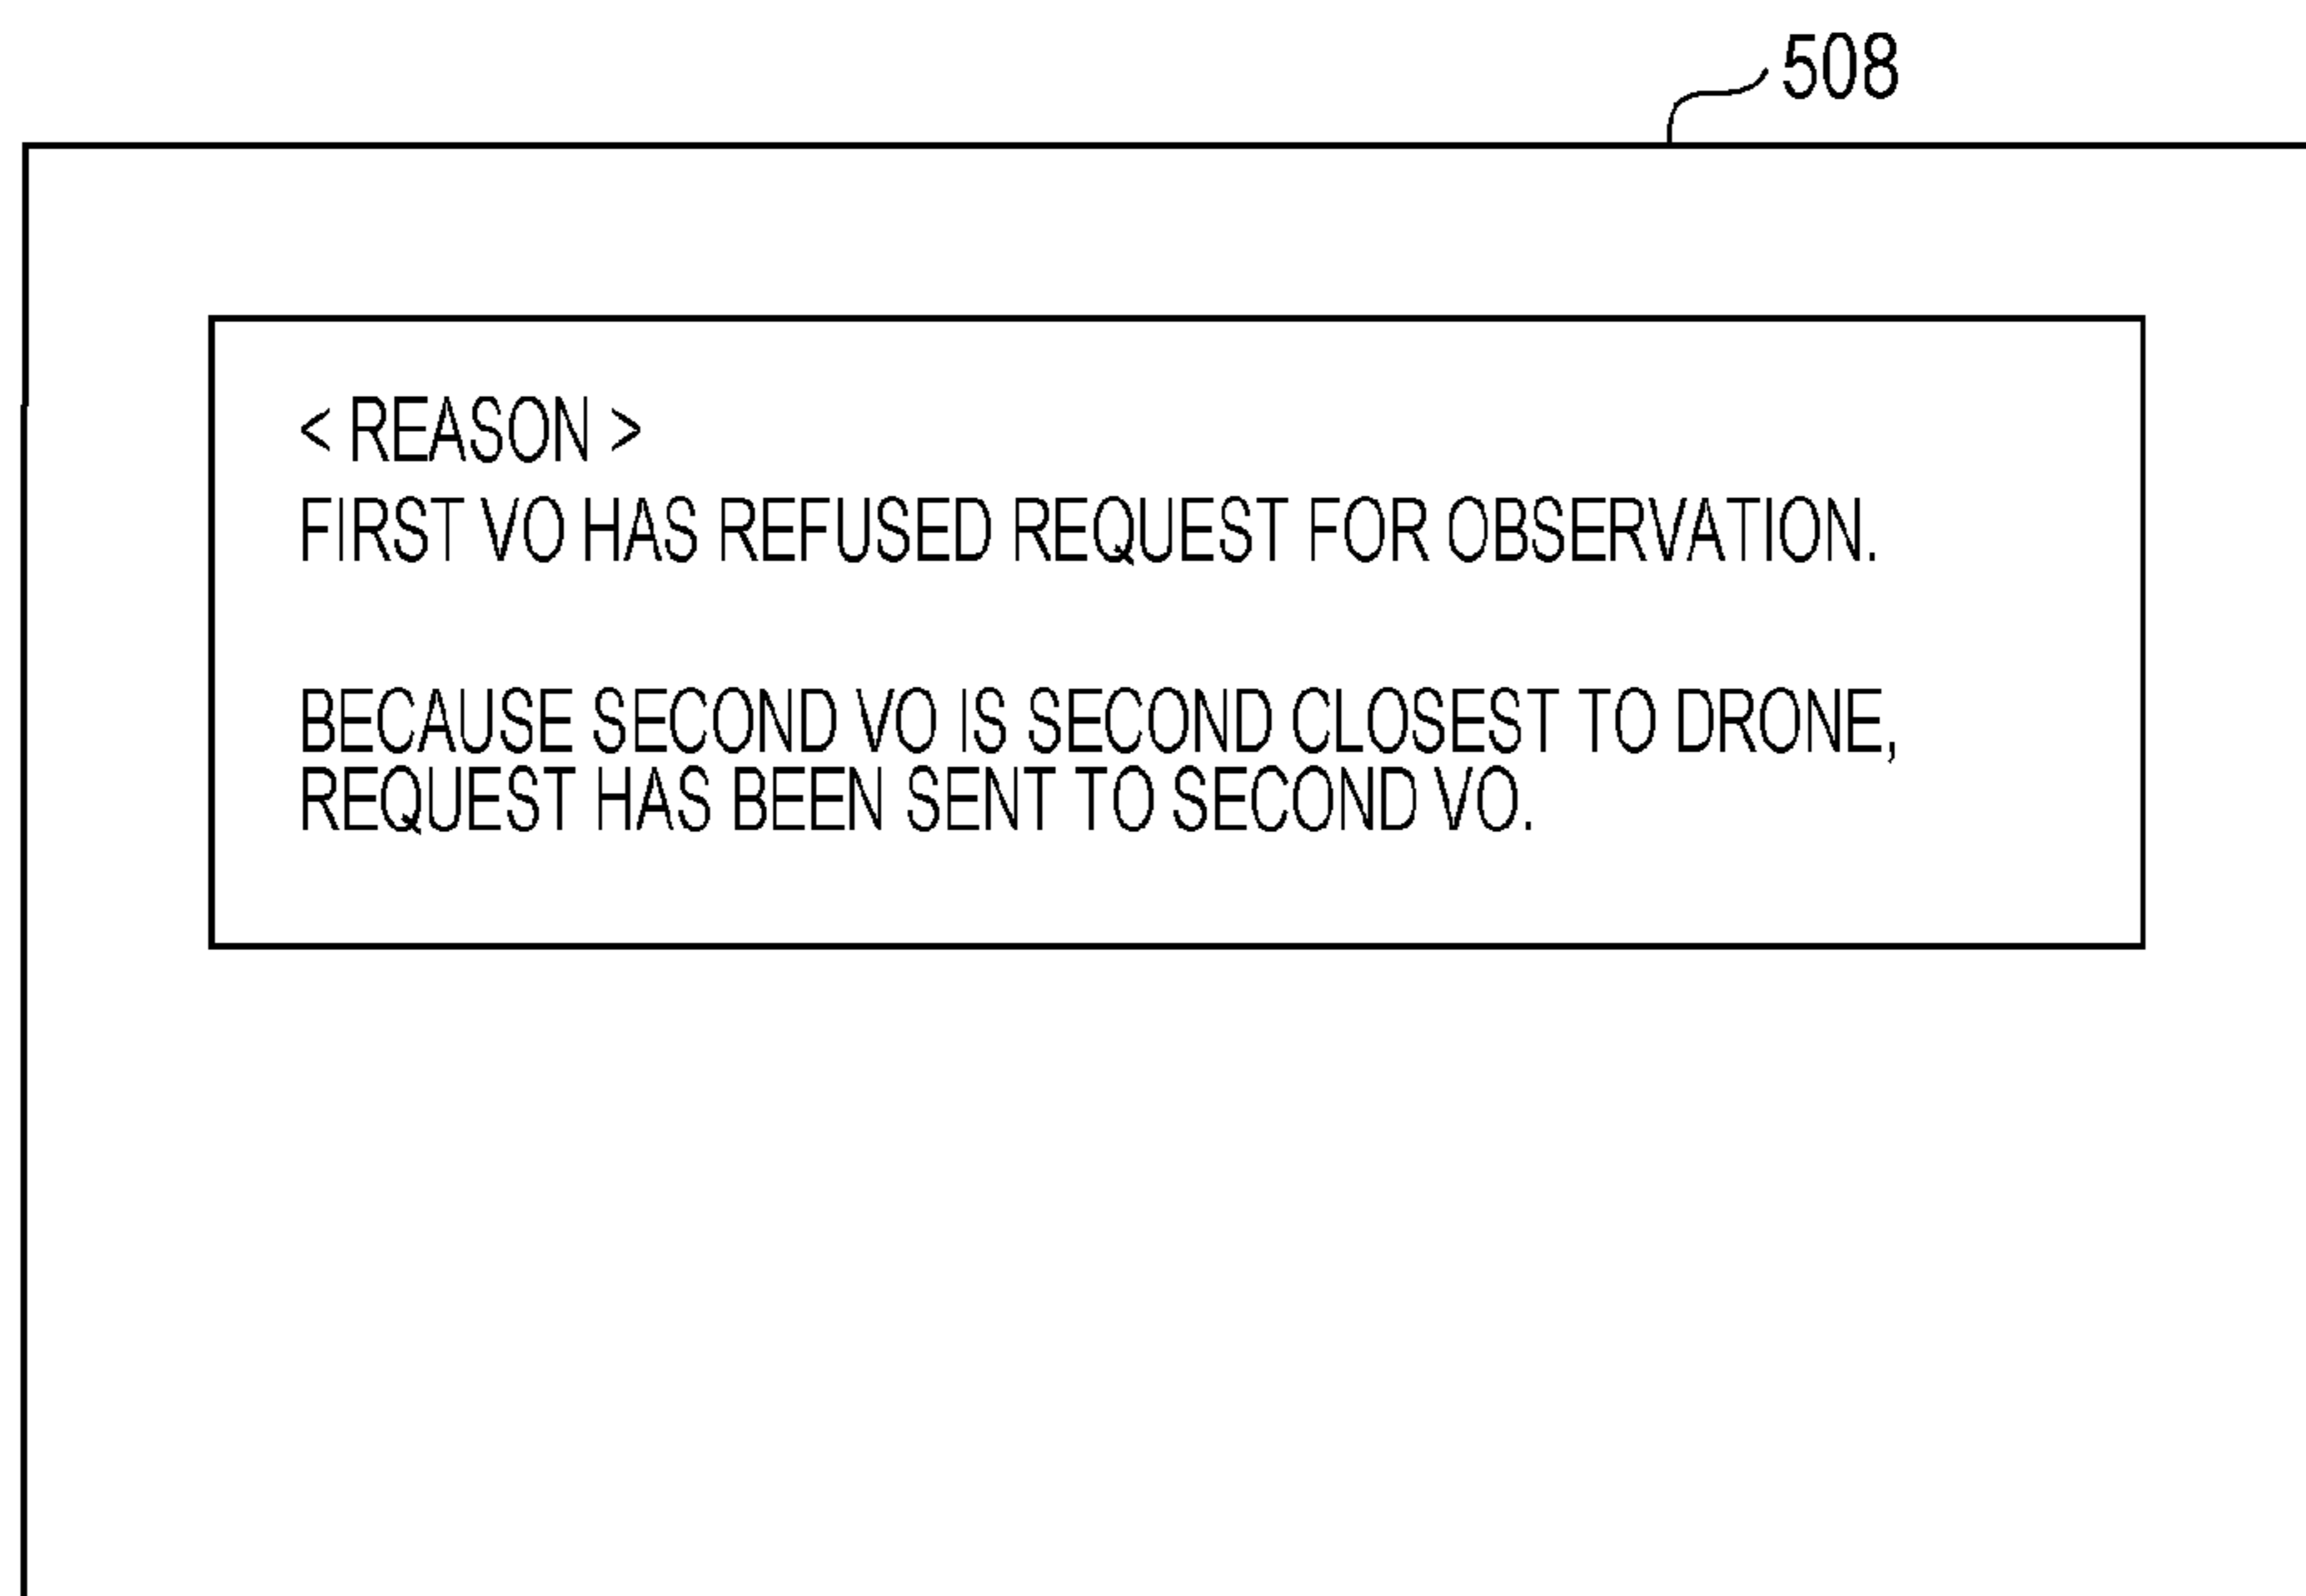 508
< REASON >
FIRST VO HAS REFUSED REQUEST FOR OBSERVATION.
BECAUSE SECOND VO IS SECOND CLOSEST TO DRONE,
REQUEST HAS BEEN SENT TO SECOND VO.